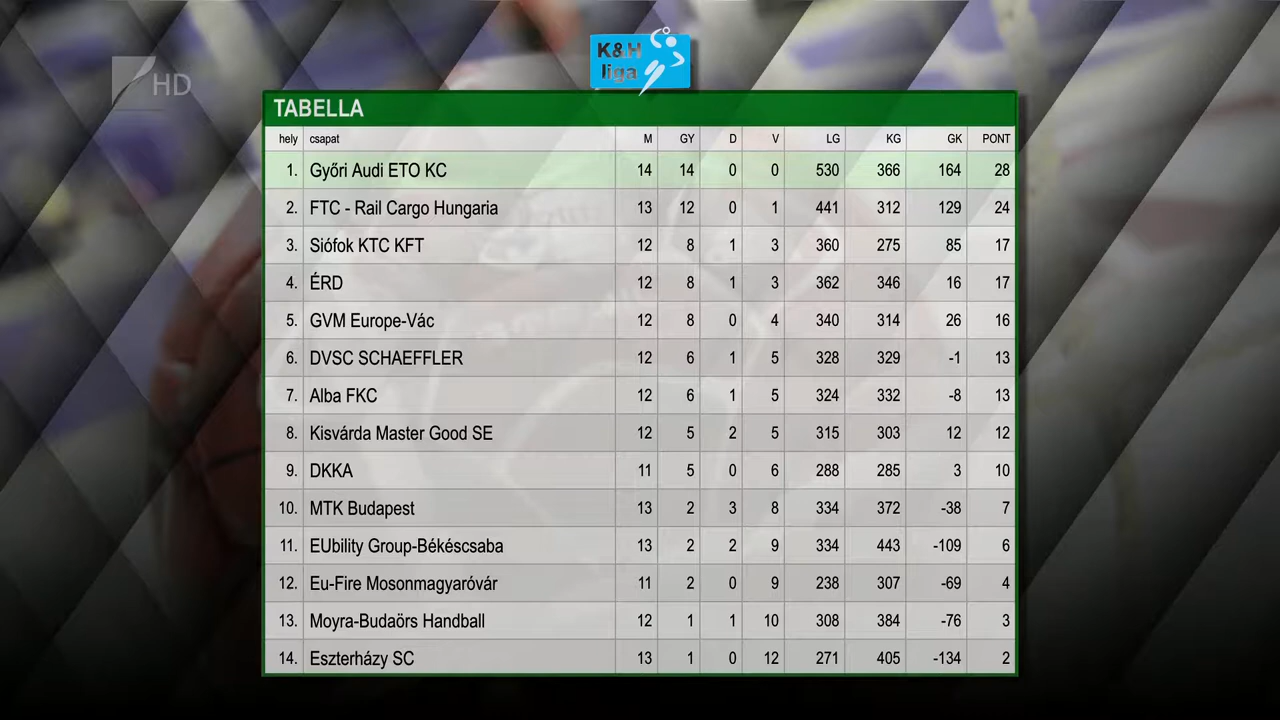 HD
K&H
liga
TABELLA
hely csapat M GY D V LG KG GK PONT
1. Győri Audi ETO KC 14 14 0 0 530 366 164 28
2. FTC - Rail Cargo Hungaria 13 12 0 1 441 312 129 24
3. Siófok KTC KFT 12 8 1 3 360 275 85 17
4. ÉRD 12 8 1 3 362 346 16 17
5. GVM Europe-Vác 12 8 0 4 340 314 26 16
6. DVSC SCHAEFFLER 12 6 1 5 328 329 -1 13
7. Alba FKC 12 6 1 5 324 332 -8 13
8. Kisvárda Master Good SE 12 5 2 5 315 303 12 12
9. DKKA 11 5 0 6 288 285 3 10
10. MTK Budapest 13 2 3 8 334 372 -38 7
11. EUbility Group-Békéscsaba 13 2 2 9 334 443 -109 6
12. Eu-Fire Mosonmagyaróvár 11 2 0 9 238 307 -69 4
13. Moyra-Budaörs Handball 12 1 1 10 308 384 -76 3
14. Eszterházy SC 13 1 0 12 271 405 -134 2